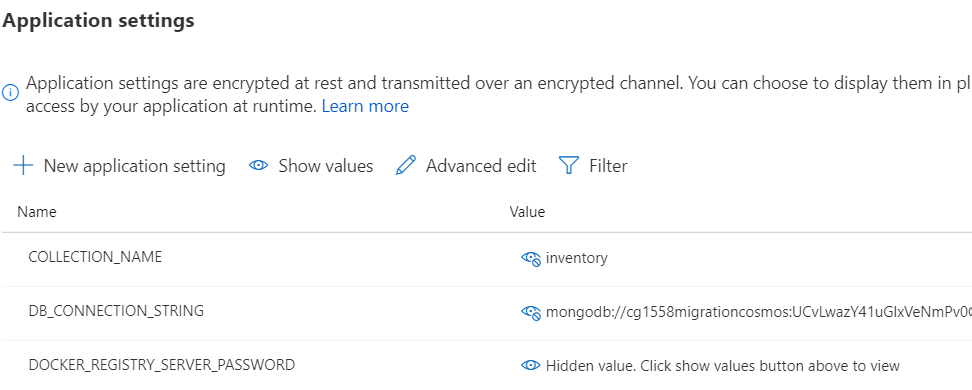 Application settings
Application settings are encrypted at rest and transmitted over an encrypted channel. You can choose to display them in pl
access by your application at runtime. Learn more
New application setting Show values Advanced edit Filter
Name Value
COLLECTION_NAME inventory
DB_CONNECTION_STRING mongodb://cg1558migrationcosmos:UCvLwazY41uGIxVeNmPv0
DOCKER_REGISTRY_SERVER_PASSWORD Hidden value. Click show values button above to view